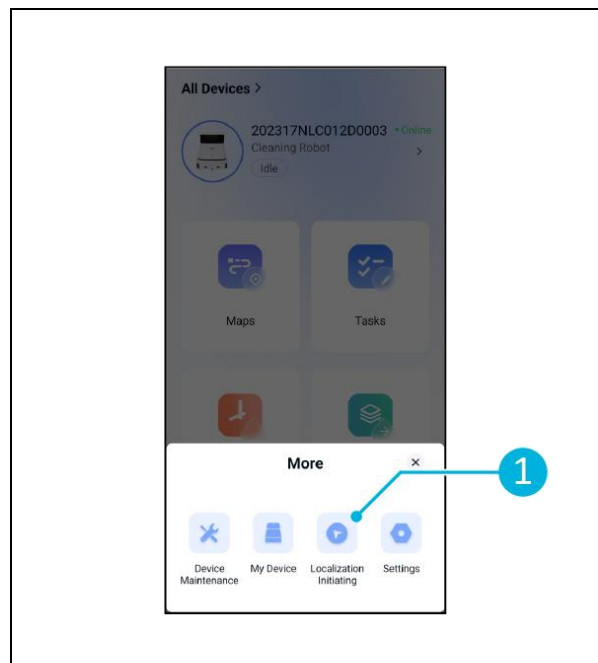 All Devices >
202317NLC012D0003 • Online
Cleaning Robot >
Idle
Maps
Tasks
More ×
1
Device
Maintenance
My Device
Localization
Initiating
Settings